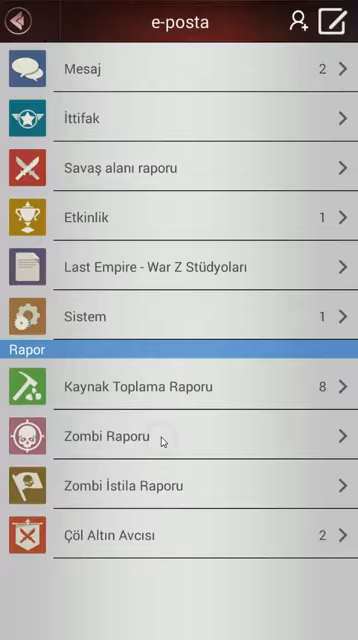 e-posta
Mesaj 2
İttifak
Savaş alanı raporu
Etkinlik 1
Last Empire - War Z Stüdyoları
Sistem 1
Rapor
Kaynak Toplama Raporu 8
Zombi Raporu
Zombi İstila Raporu
Çöl Altın Avcısı 2